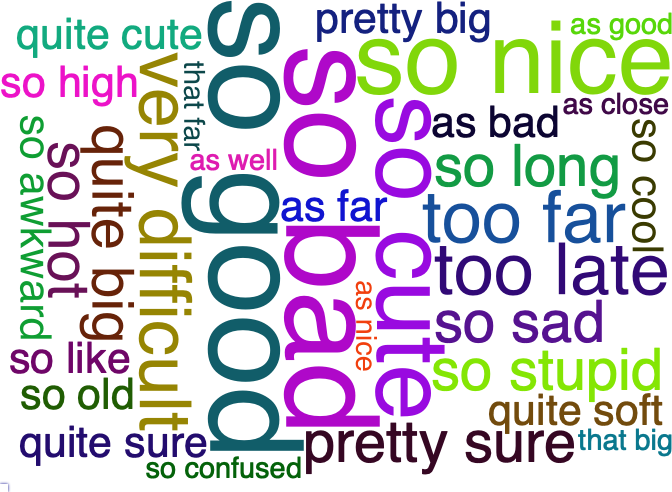 quite cute
so good
pretty big
as good
so nice
so high
very difficult
that far
so bad
so cute
as close
as bad
so cool
so awkward
so hot
quite big
as well
so long
as far
too far
too late
as nice
so sad
so like
so stupid
so old
quite soft
quite sure
pretty sure
that big
so confused